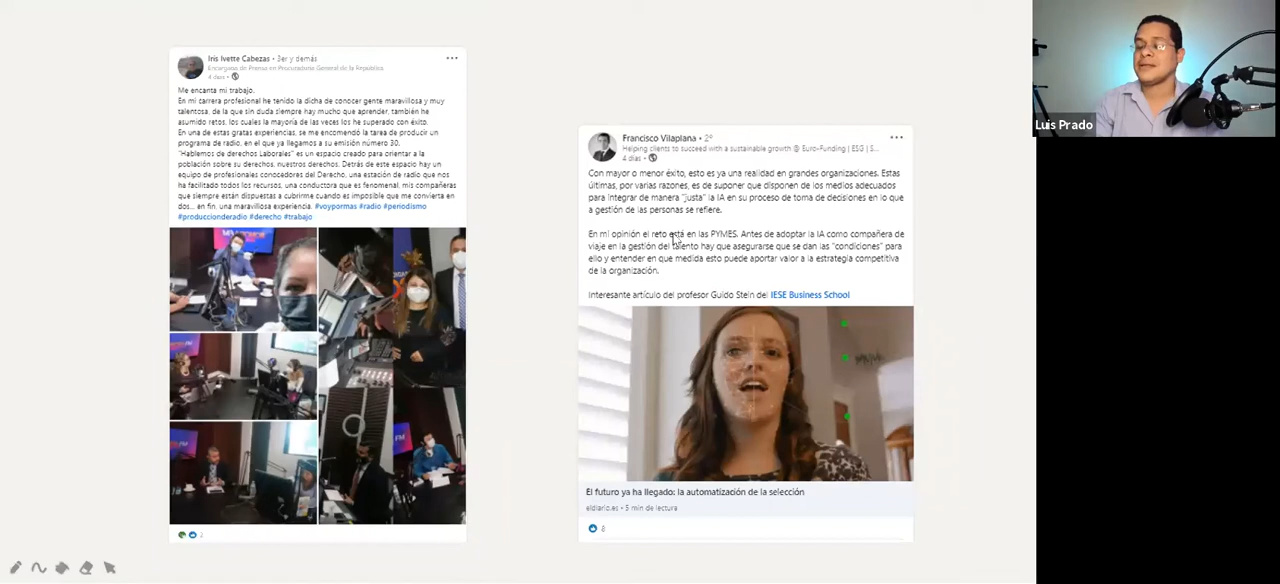 Iris Ivette Cabezas • 3er y demás
Encargada de Prensa en Procuraduría General de la República
4 días •
Me encanta mi trabajo.
En mi carrera profesional he tenido la dicha de conocer gente maravillosa y muy
talentosa, de la que sin duda siempre hay mucho que aprender, también he
asumido retos, los cuales la mayoría de las veces los he superado con éxito.
En una de estas gratas experiencias, se me encomendó la tarea de producir un
programa de radio, en el que ya llegamos a su emisión número 30.
"Hablemos de derechos Laborales" es un espacio creado para orientar a la
población sobre su derechos, nuestros derechos. Detrás de este espacio hay un
equipo de profesionales conocedores del Derecho, una estación de radio que nos
ha facilitado todos los recursos, una conductora que es fenomenal, mis compañeras
que siempre están dispuestas a cubrirme cuando es imposible que me convierta en
dos... en fin, una maravillosa experiencia. #voypormas #radio #periodismo
#producciónderadio #derecho #trabajo
2
Francisco Vilaplana • 2º
Helping clients to succeed with a sustainable growth @ Euro-Funding | ESG | S...
4 días •
Con mayor o menor éxito, esto es ya una realidad en grandes organizaciones. Estas
últimas, por varias razones, es de suponer que disponen de los medios adecuados
para integrar de manera "justa" la IA en su proceso de toma de decisiones en lo que
a gestión de las personas se refiere.
En mi opinión el reto está en las PYMES. Antes de adoptar la IA como compañera de
viaje en la gestión del talento hay que asegurarse que se dan las "condiciones" para
ello y entender en que medida esto puede aportar valor a la estrategia competitiva
de la organización.
Interesante artículo del profesor Guido Stein del IESE Business School
El futuro ya ha llegado: la automatización de la selección
eldiario.es • 5 min de lectura
8
Luis Prado